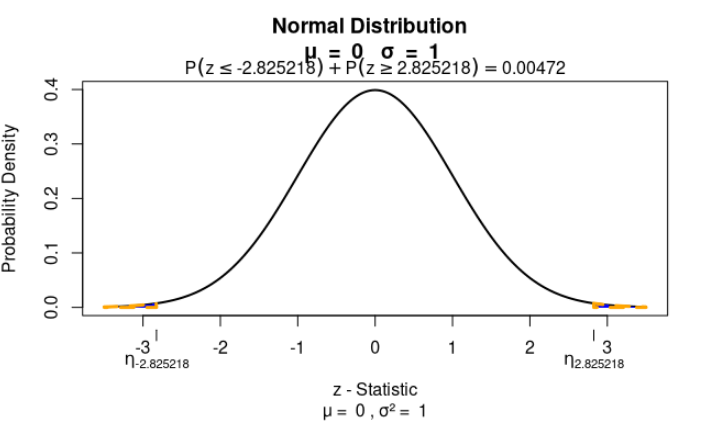 Normal Distribution
μ = 0 σ = 1
P(z ≤ -2.825218) + P(z ≥ 2.825218) = 0.00472
Probability Density
0.4
0.3
0.2
0.1
0.0
-3 -2 -1 0 1 2 3
η-2.825218 η2.825218
z - Statistic
μ = 0 , σ² = 1